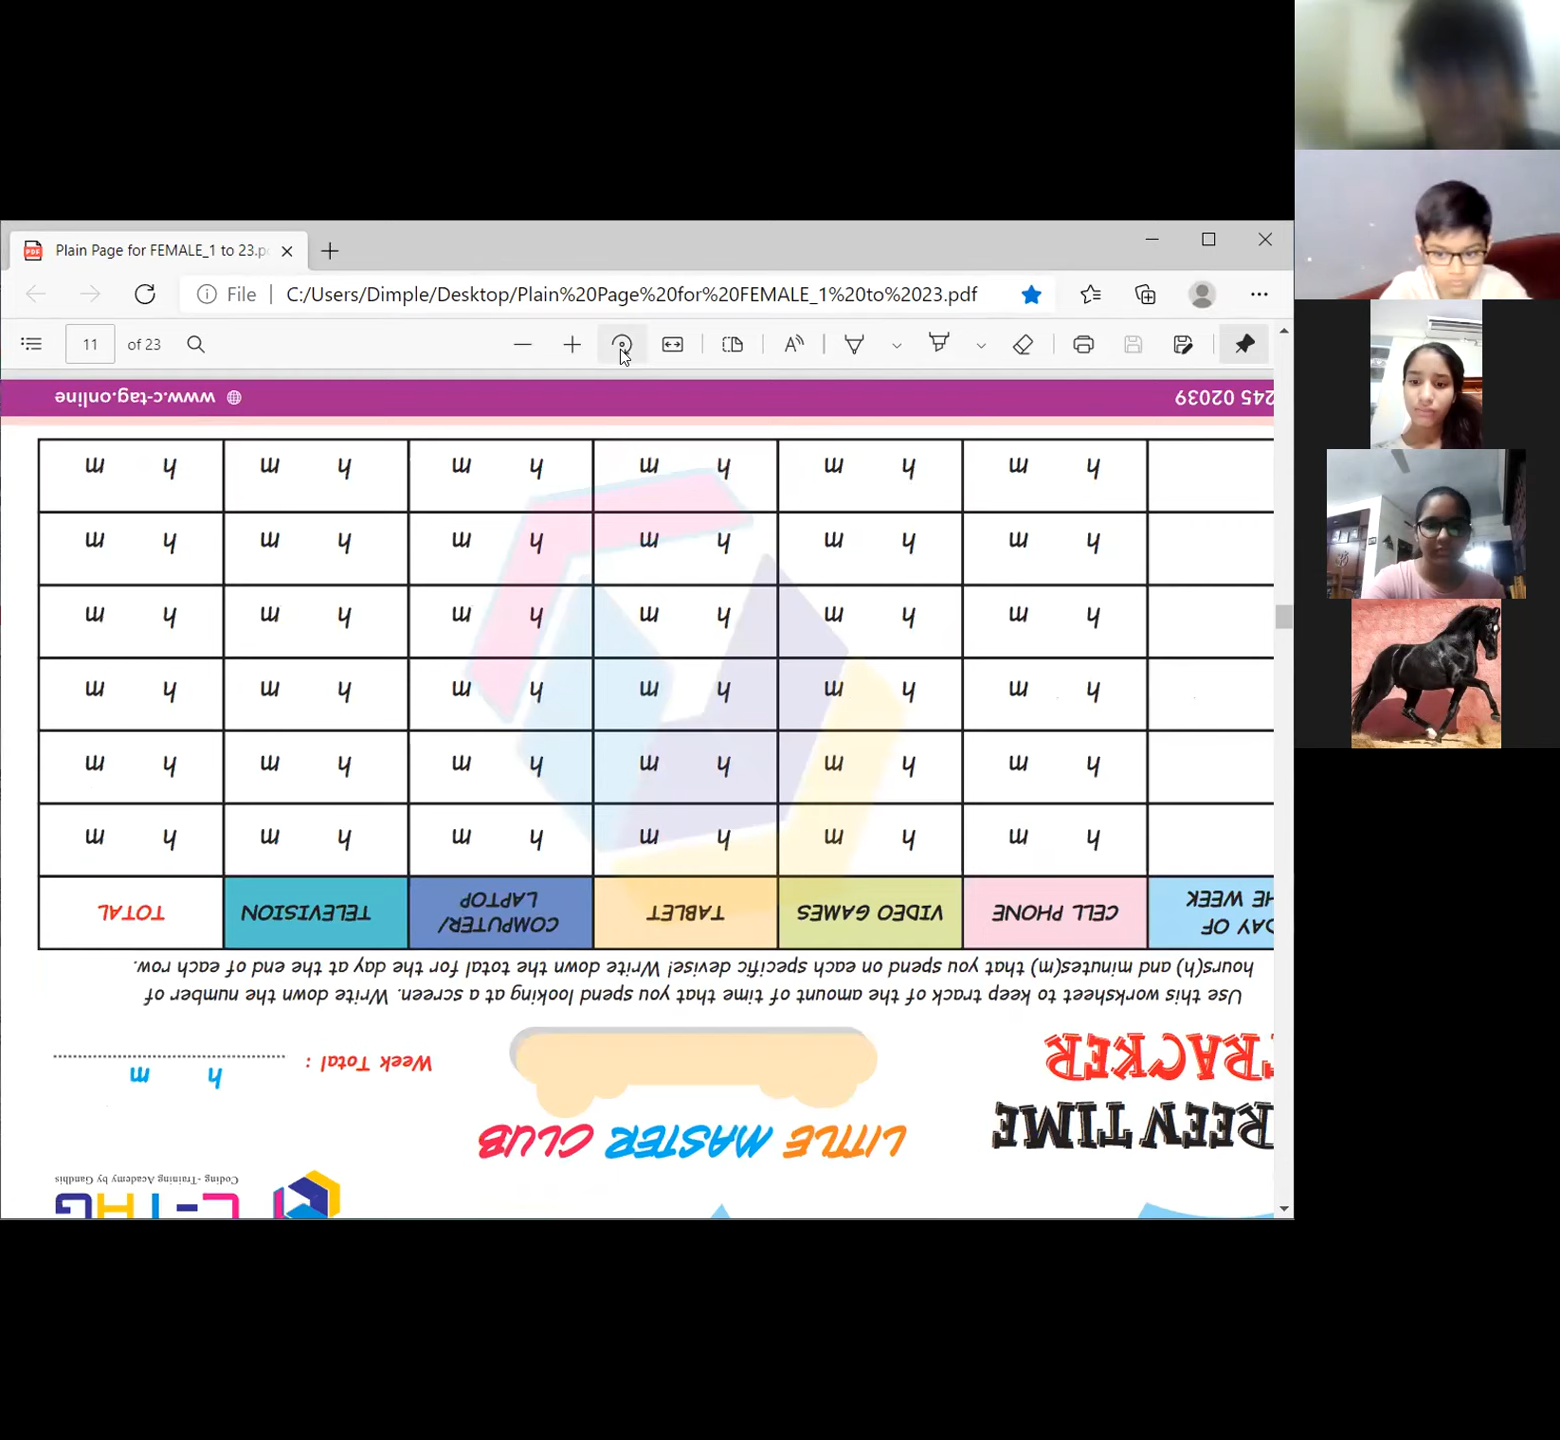 Plain Page for FEMALE_1 to 23.p
File
C:/Users/Dimple/Desktop/Plain%20Page%20for%20FEMALE_1%20to%2023.pdf
11 of 23
C-TAG
Coding -Training Academy by Gandhis
LITTLE MASTER CLUB
REEN TIME
TRACKER
h m
Week Total :
Use this worksheet to keep track of the amount of time that you spend looking at a screen. Write down the number of
hours(h) and minutes(m) that you spend on each specific devise! Write down the total for the day at the end of each row.
DAY OF
HE WEEK
CELL PHONE
VIDEO GAMES
TABLET
COMPUTER/
LAPTOP
TELEVISION
TOTAL
h m h m h m h m h m h m
h m h m h m h m h m h m
h m h m h m h m h m h m
h m h m h m h m h m h m
h m h m h m h m h m h m
h m h m h m h m h m h m
245 02039
www.c-tag.online